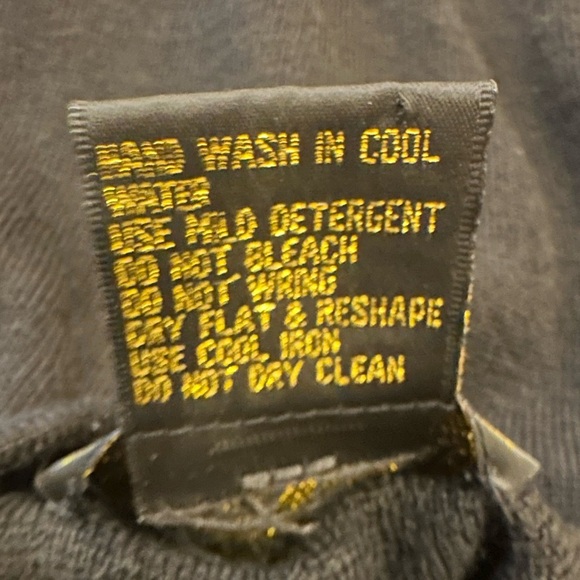 HAND WASH IN COOL
WATER
USE MILD DETERGENT
DO NOT BLEACH
DO NOT WRING
DRY FLAT & RESHAPE
USE COOL IRON
DO NOT DRY CLEAN